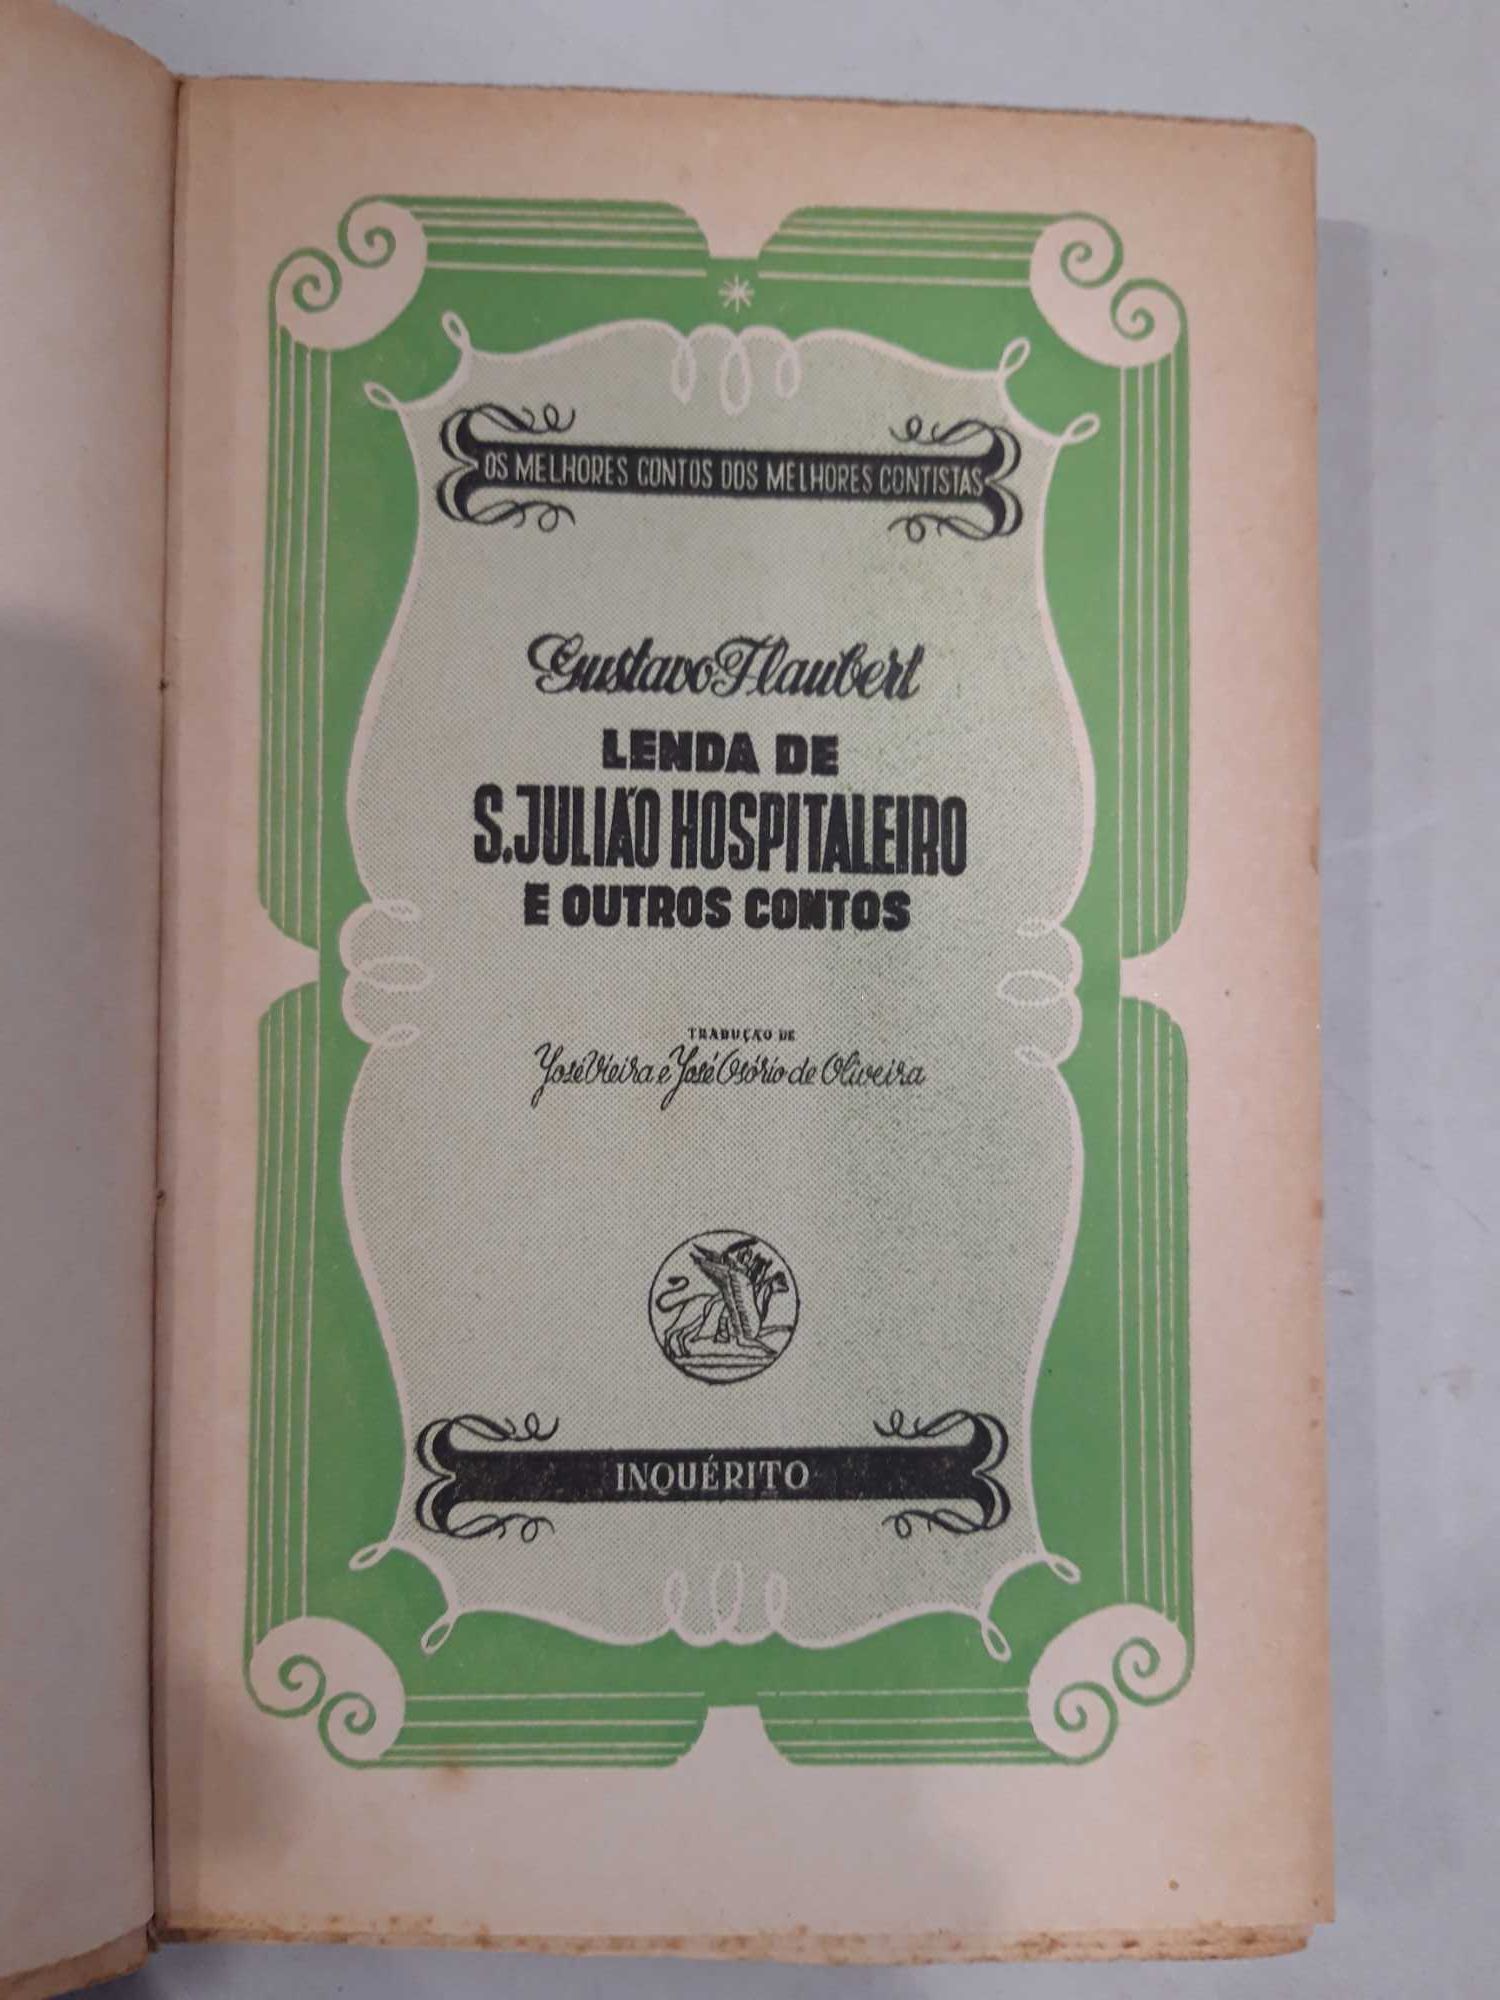 OS MELHORES CONTOS DOS MELHORES CONTISTAS
Gustavo Flaubert
LENDA DE
S. JULIÃO HOSPITALEIRO
E OUTROS CONTOS
TRADUÇÃO DE
José Vieira e José Osório de Oliveira
INQUÉRITO